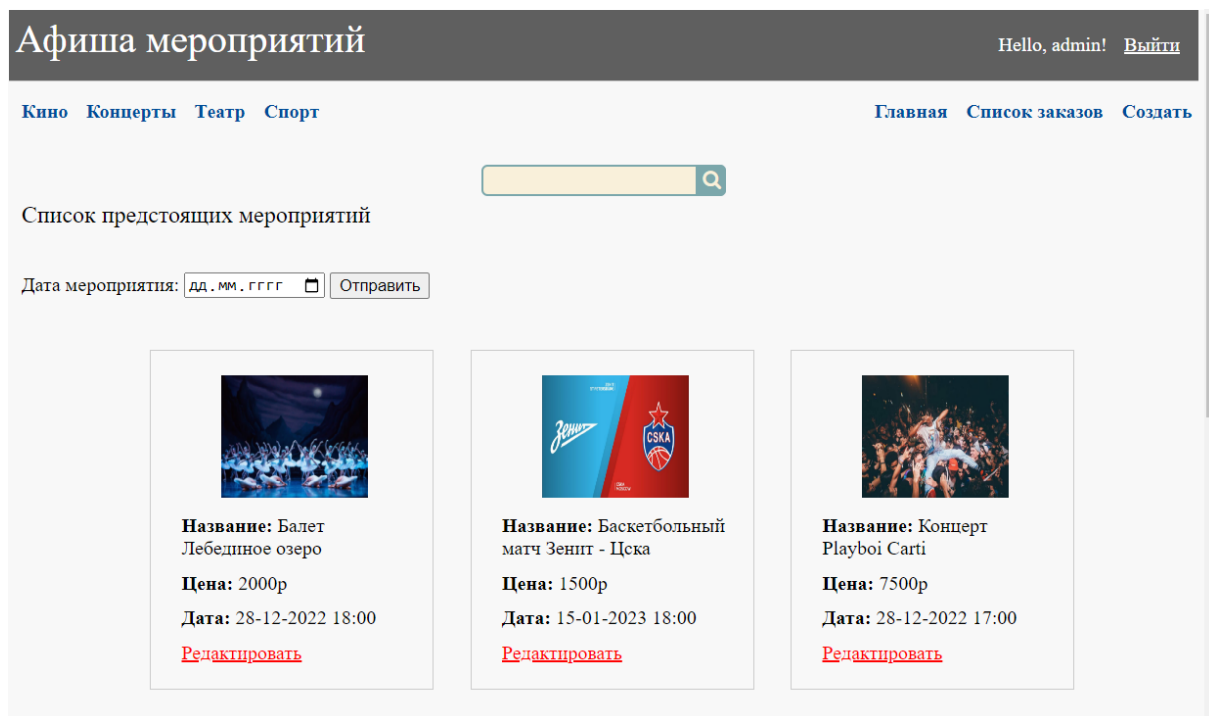 Афиша мероприятий
Hello, admin! Выйти
Кино Концерты Театр Спорт
Главная Список заказов Создать
Список предстоящих мероприятий
Дата мероприятия: дд.мм.гггг Отправить
Зенит
CSKA
Название: Балет
Лебединое озеро
Цена: 2000р
Дата: 28-12-2022 18:00
Редактировать
Название: Баскетбольный
матч Зенит - Цска
Цена: 1500р
Дата: 15-01-2023 18:00
Редактировать
Название: Концерт
Playboi Carti
Цена: 7500р
Дата: 28-12-2022 17:00
Редактировать